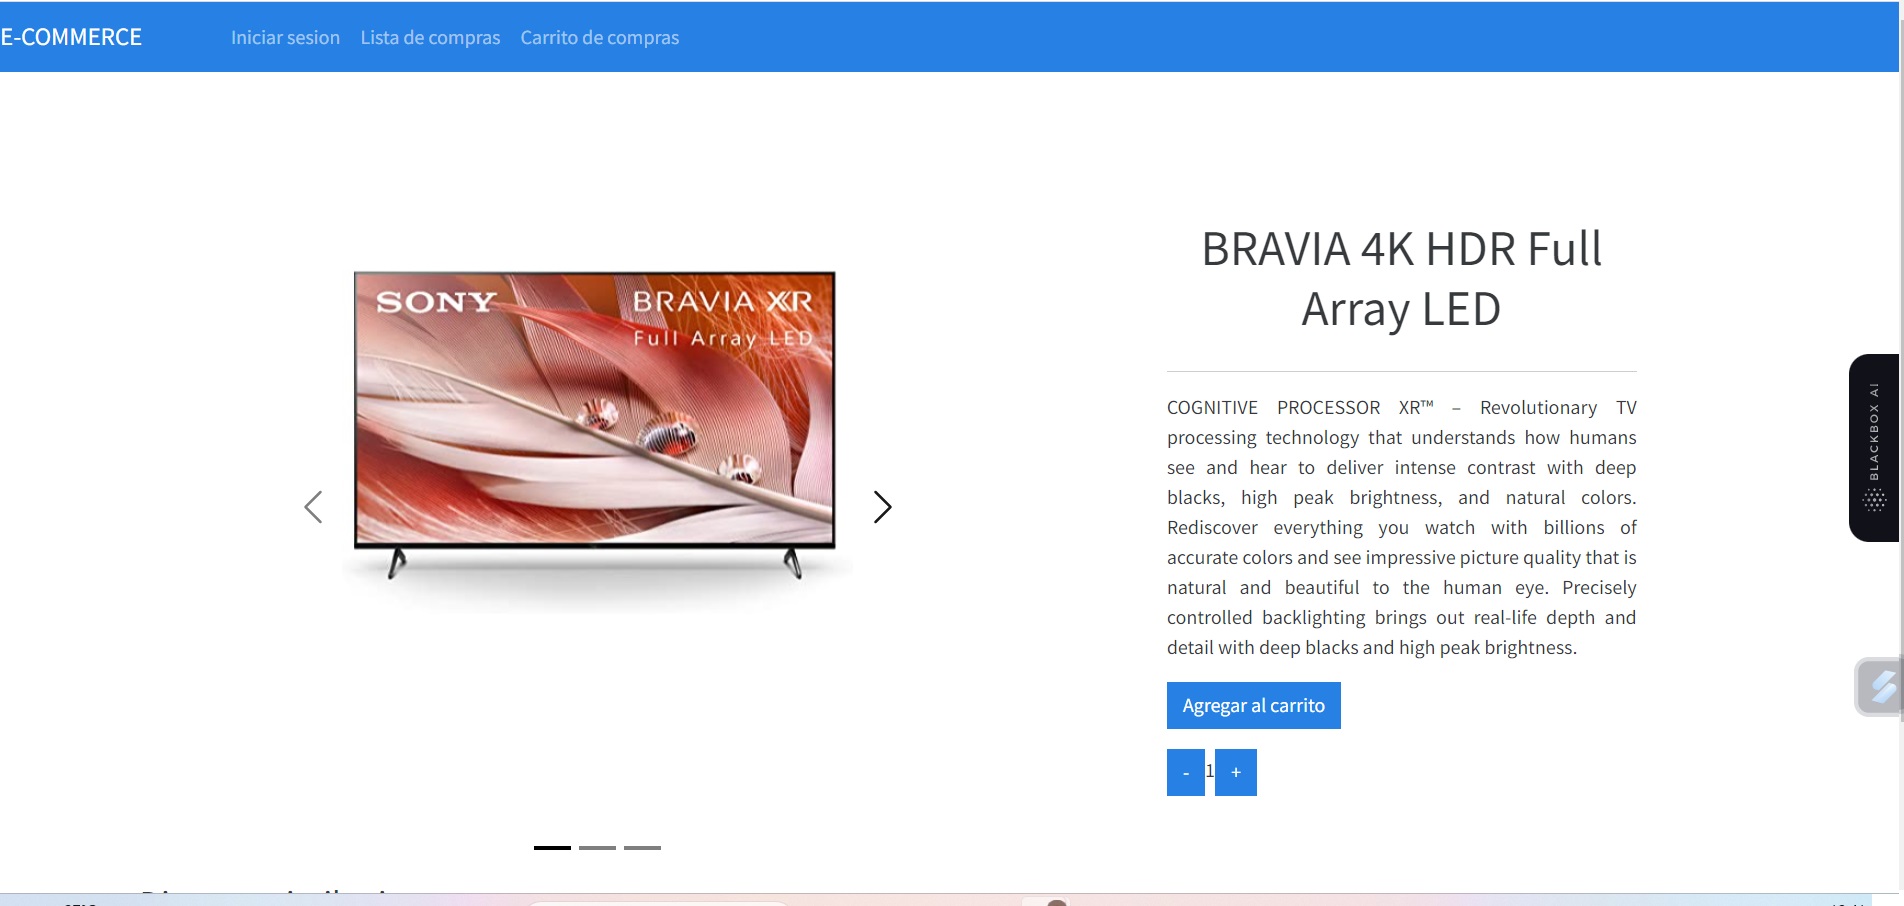 E-COMMERCE Iniciar sesion Lista de compras Carrito de compras
SONY BRAVIA XR
Full Array LED
BRAVIA 4K HDR Full
Array LED
COGNITIVE PROCESSOR XR™ – Revolutionary TV
processing technology that understands how humans
see and hear to deliver intense contrast with deep
blacks, high peak brightness, and natural colors.
Rediscover everything you watch with billions of
accurate colors and see impressive picture quality that is
natural and beautiful to the human eye. Precisely
controlled backlighting brings out real-life depth and
detail with deep blacks and high peak brightness.
Agregar al carrito
- 1 +
BLACKBOX AI